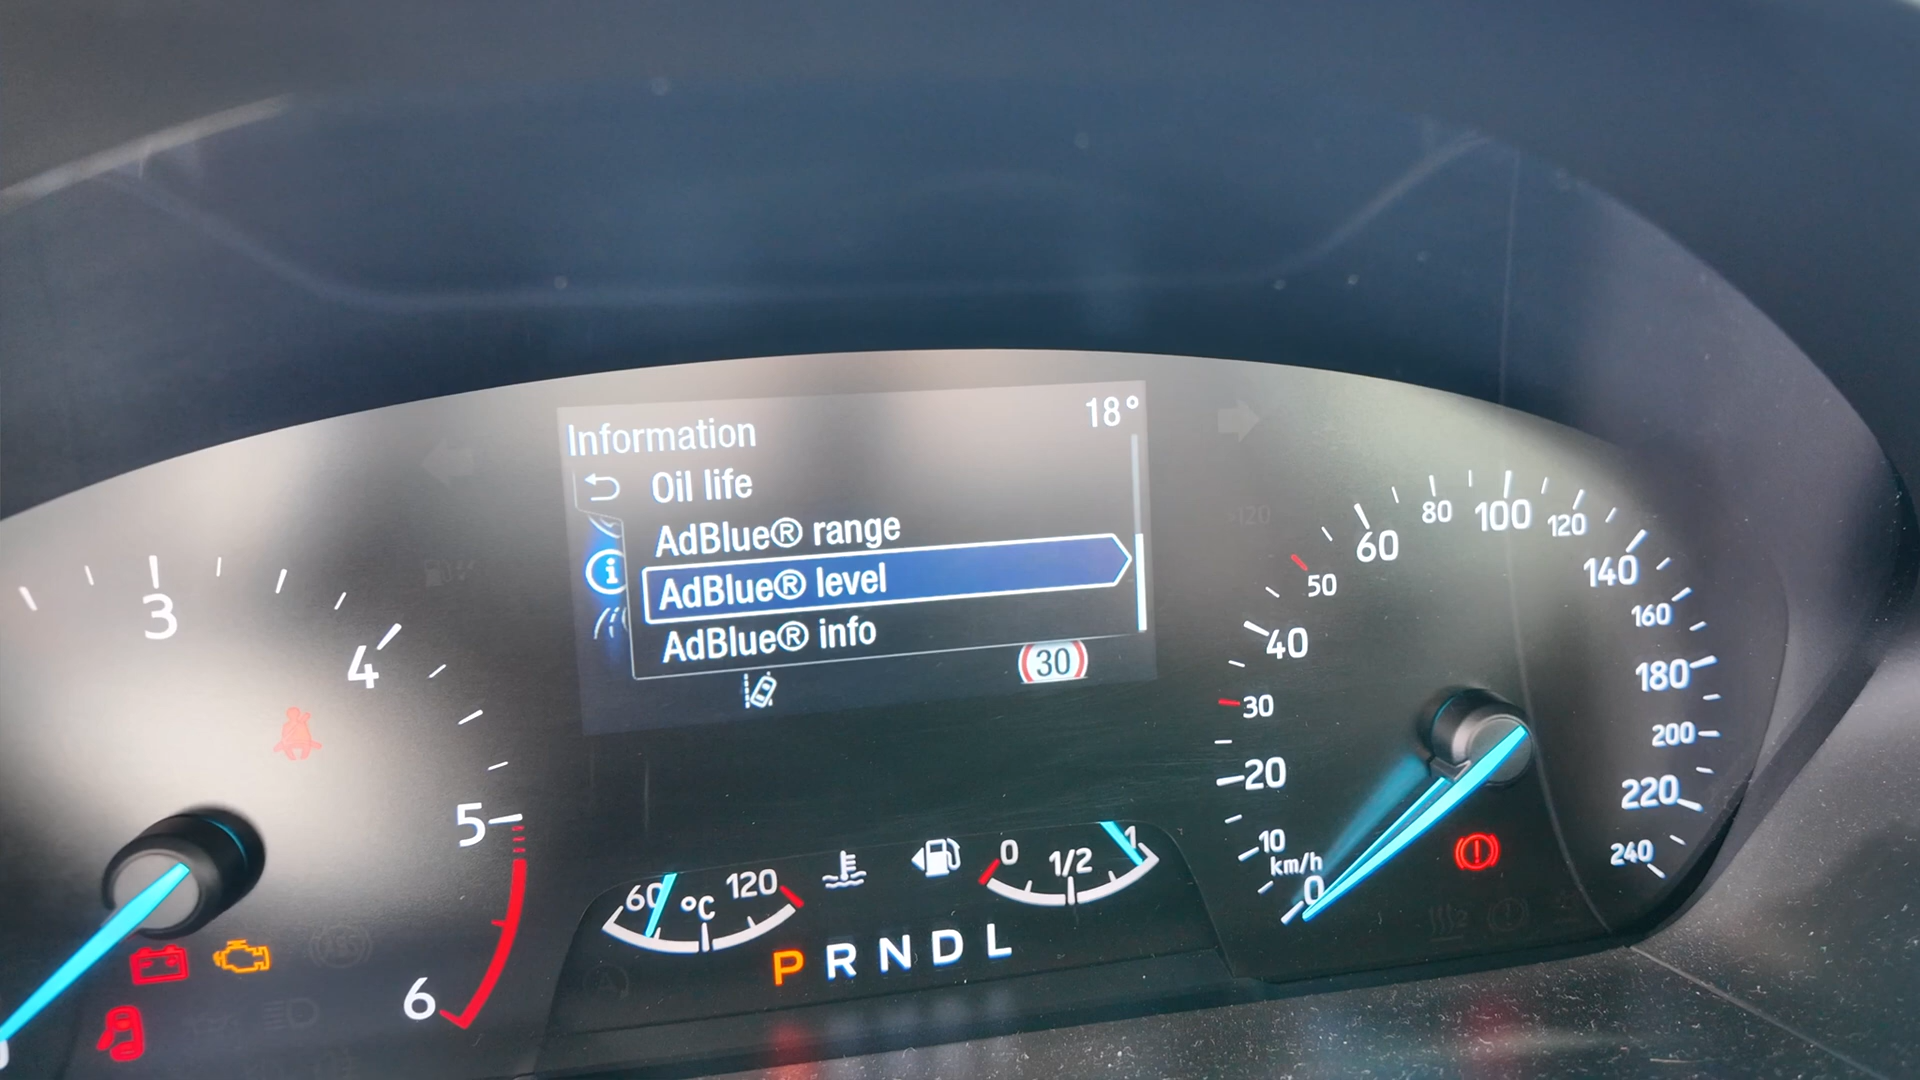 18°
Information
Oil life
AdBlue® range
AdBlue® level
AdBlue® info
30
3
4
5
6
60 °C 120
0 1/2 1
P R N D L
0
10
20
30
40
50
60
80
100
120
140
160
180
200
220
240
km/h